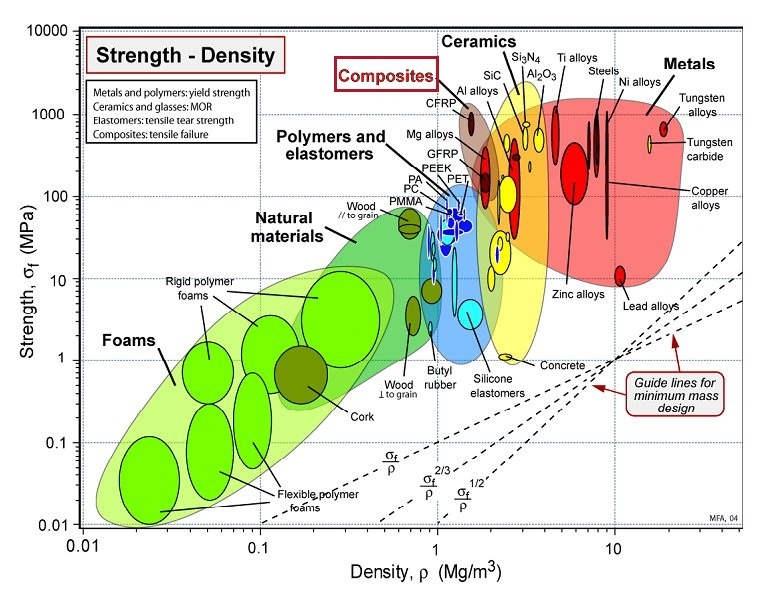 Strength - Density
Metals and polymers: yield strength
Ceramics and glasses: MOR
Elastomers: tensile tear strength
Composites: tensile failure
10000
1000
100
10
1
0.1
0.01
Strength, σf (MPa)
Composites
CFRP
Ceramics
Si3N4
Al2O3
SiC
Al alloys
Ti alloys
Steels
Ni alloys
Metals
Tungsten
alloys
Tungsten
carbide
Copper
alloys
Zinc alloys
Lead alloys
Mg alloys
GFRP
PEEK
PET
PA
PC
PMMA
Polymers and
elastomers
Wood
// to grain
Natural
materials
Rigid polymer
foams
Foams
Cork
Wood
⊥ to grain
Butyl
rubber
Silicone
elastomers
Concrete
Flexible polymer
foams
Guide lines for
minimum mass
design
σf
ρ
σf2/3
ρ
σf1/2
ρ
MFA, 04
0.01
0.1
1
10
Density, ρ (Mg/m3)